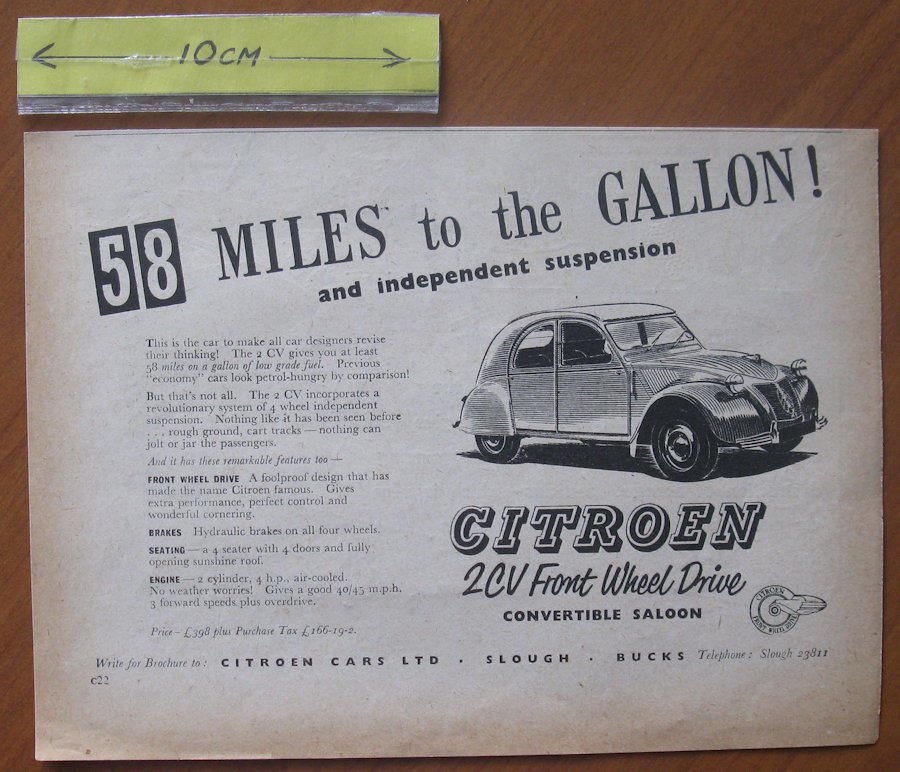 10CM
58 MILES to the GALLON!
and independent suspension
This is the car to make all car designers revise
their thinking! The 2 CV gives you at least
58 miles on a gallon of low grade fuel. Previous
"economy" cars look petrol-hungry by comparison!
But that's not all. The 2 CV incorporates a
revolutionary system of 4 wheel independent
suspension. Nothing like it has been seen before
. . . rough ground, cart tracks — nothing can
jolt or jar the passengers.
And it has these remarkable features too —
FRONT WHEEL DRIVE A foolproof design that has
made the name Citroen famous. Gives
extra performance, perfect control and
wonderful cornering.
BRAKES Hydraulic brakes on all four wheels.
SEATING — a 4 seater with 4 doors and fully
opening sunshine roof.
ENGINE — 2 cylinder, 4 h.p., air-cooled.
No weather worries! Gives a good 40/45 m.p.h.
3 forward speeds plus overdrive.
Price – £398 plus Purchase Tax £166-19-2.
CITROEN
2CV Front Wheel Drive
CONVERTIBLE SALOON
CITROEN
FRONT WHEEL DRIVE
Write for Brochure to : CITROEN CARS LTD · SLOUGH · BUCKS Telephone : Slough 23811
C22